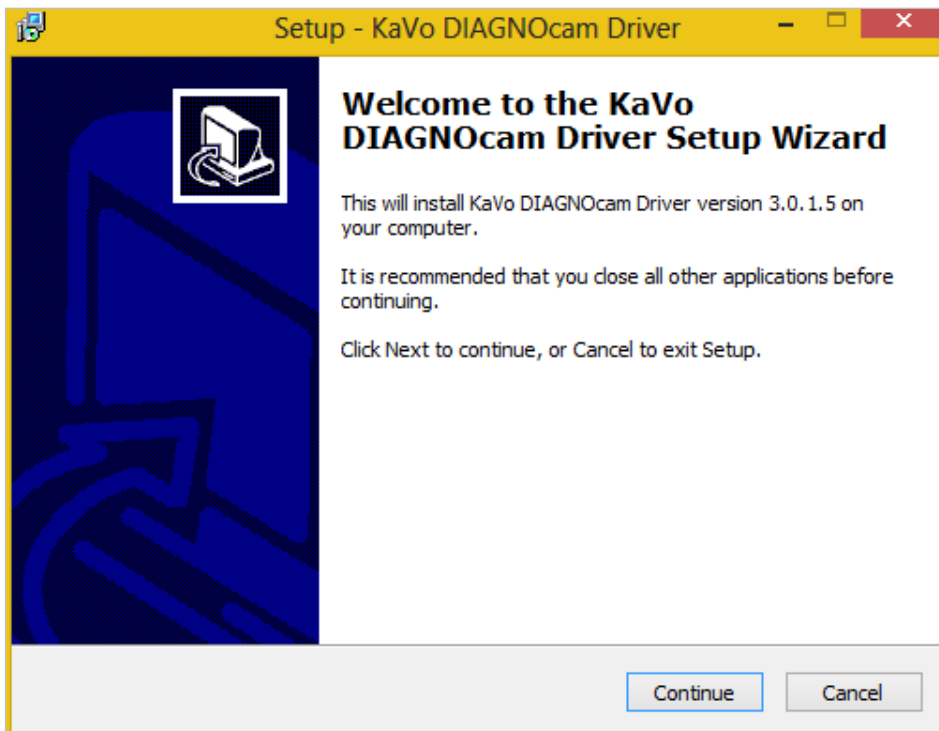 Setup - KaVo DIAGNOcam Driver
Welcome to the KaVo
DIAGNOcam Driver Setup Wizard
This will install KaVo DIAGNOcam Driver version 3.0.1.5 on
your computer.
It is recommended that you close all other applications before
continuing.
Click Next to continue, or Cancel to exit Setup.
Continue
Cancel